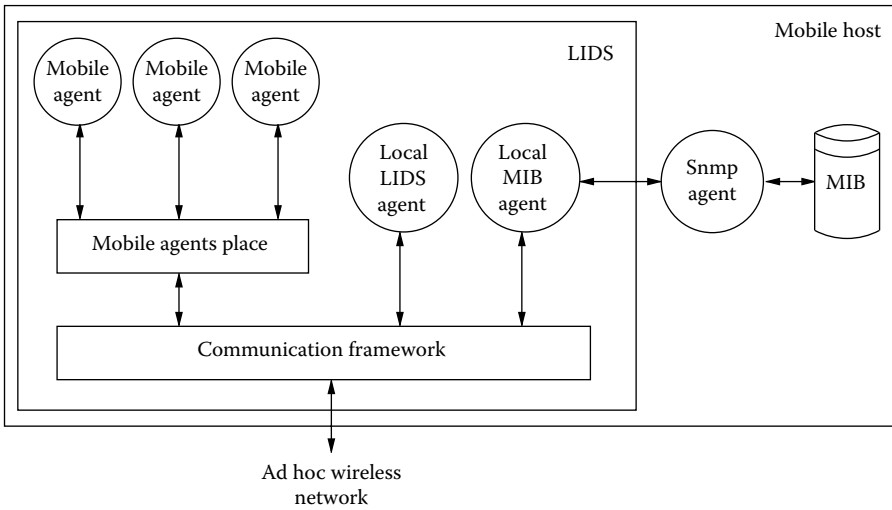 Mobile host
LIDS
Mobile
agent
Mobile
agent
Mobile
agent
Local
LIDS
agent
Local
MIB
agent
Snmp
agent
MIB
Mobile agents place
Communication framework
Ad hoc wireless
network